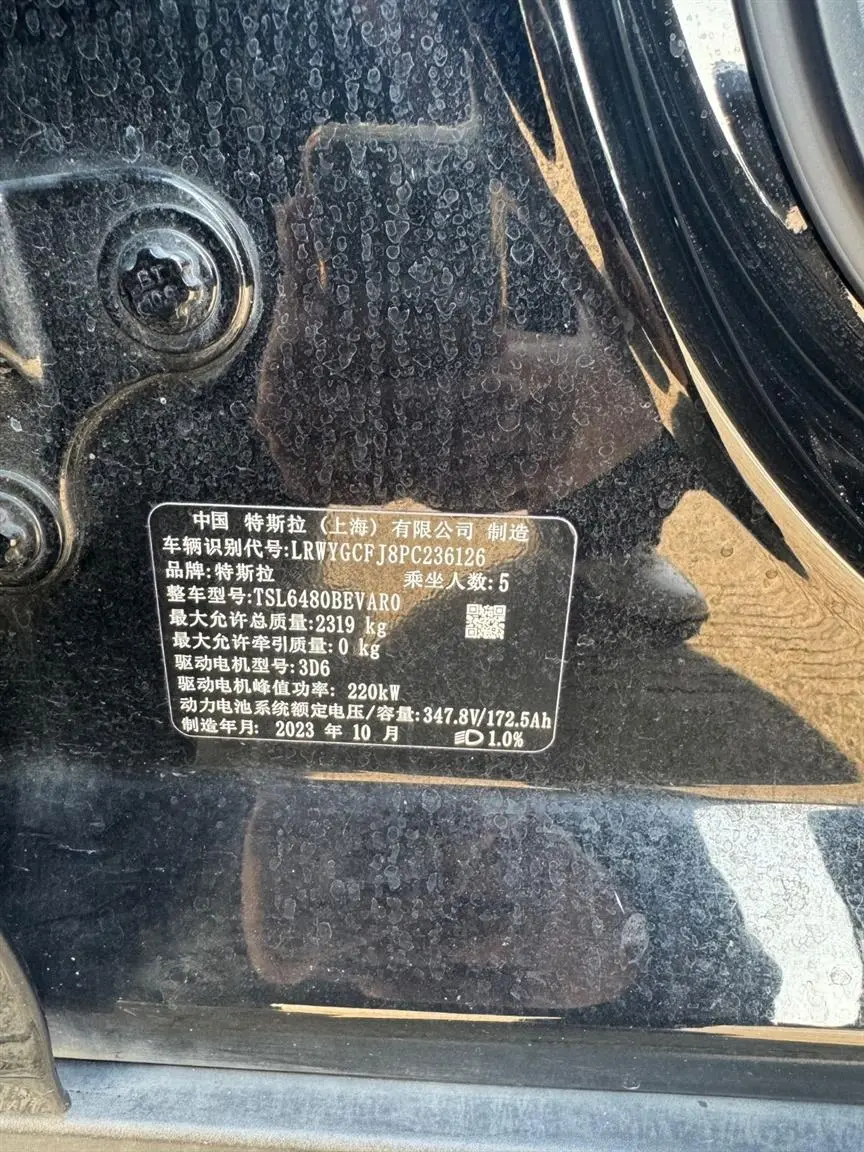 中国 特斯拉 (上海) 有限公司 制造
车辆识别代号:LRWYGCFJ8PC236126
品牌:特斯拉 乘坐人数:5
整车型号:TSL6480BEVAR0
最大允许总质量:2319 kg
最大允许牵引质量:0 kg
驱动电机型号:3D6
驱动电机峰值功率: 220kW
动力电池系统额定电压/容量:347.8V/172.5Ah
制造年月: 2023 年 10 月 1.0%